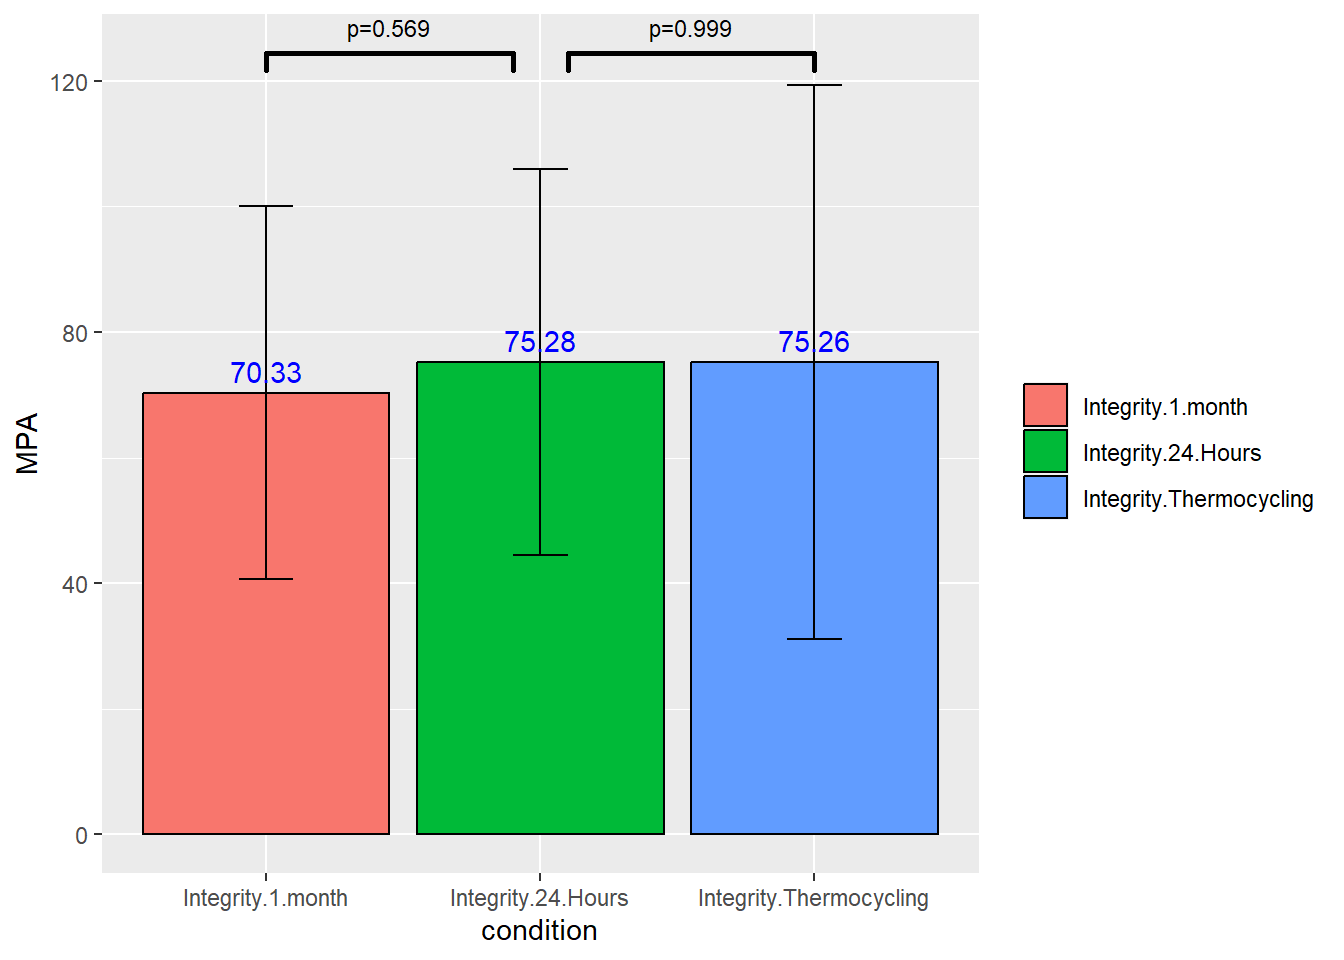 p=0.569
p=0.999
120
80
40
0
MPA
70.33
75.28
75.26
Integrity.1.month
Integrity.24.Hours
Integrity.Thermocycling
condition
Integrity.1.month
Integrity.24.Hours
Integrity.Thermocycling